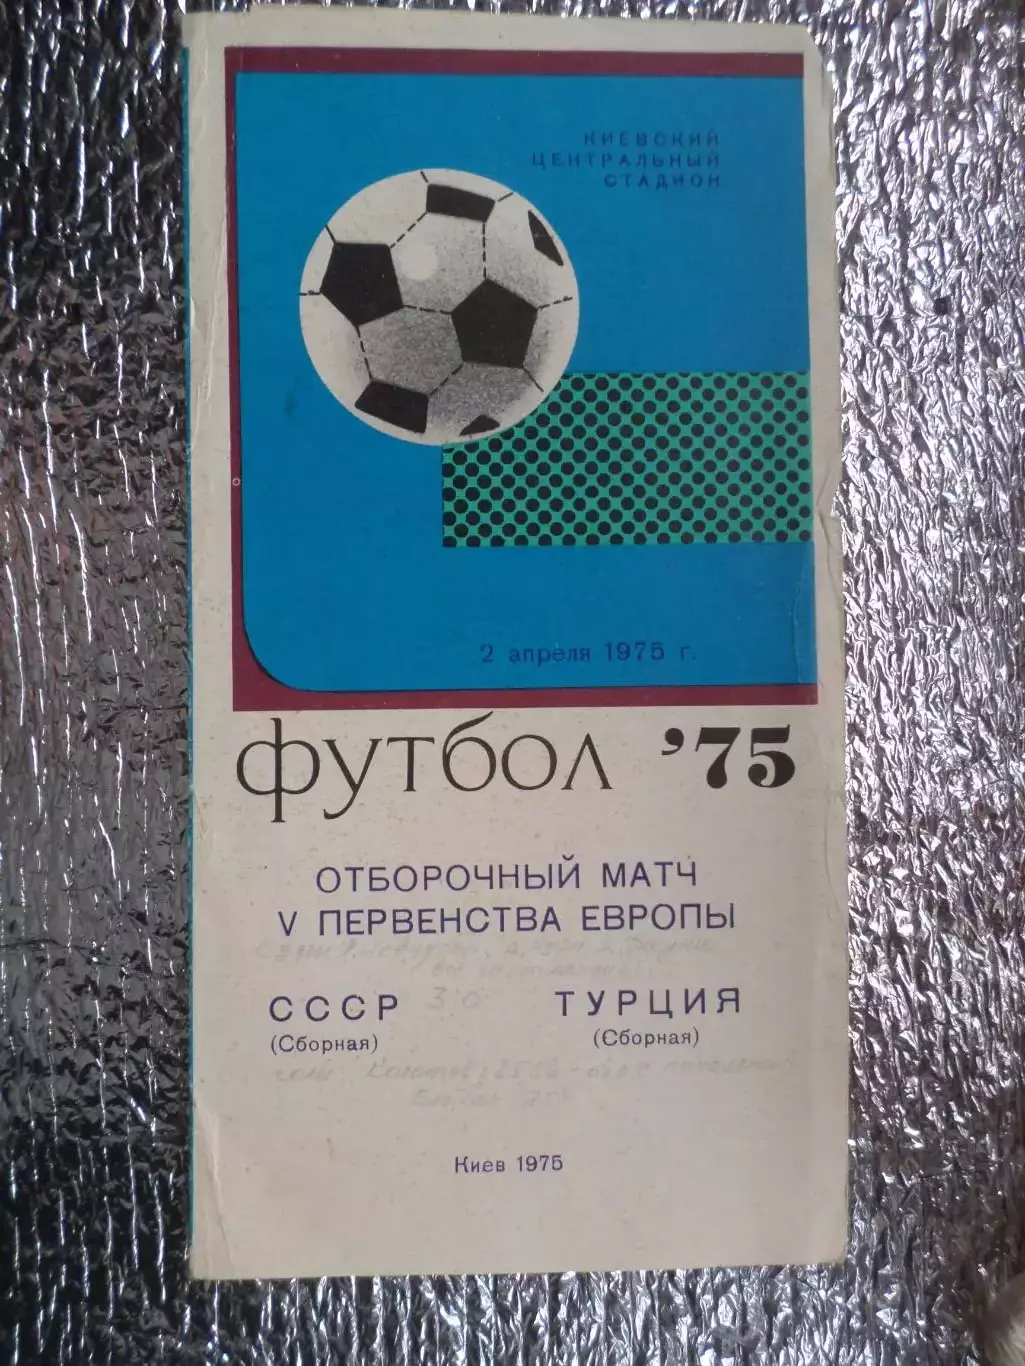 КИЕВСКИЙ
ЦЕНТРАЛЬНЫЙ
СТАДИОН
2 апреля 1975 г.
футбол '75
ОТБОРОЧНЫЙ МАТЧ
V ПЕРВЕНСТВА ЕВРОПЫ
СССР 3:0 ТУРЦИЯ
(Сборная) (Сборная)
Киев 1975